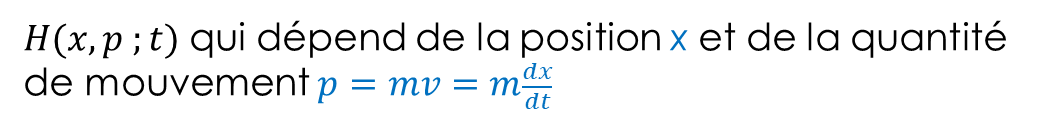 H(x, p ; t) qui dépend de la position x et de la quantité
de mouvement p = mv = m dx/dt